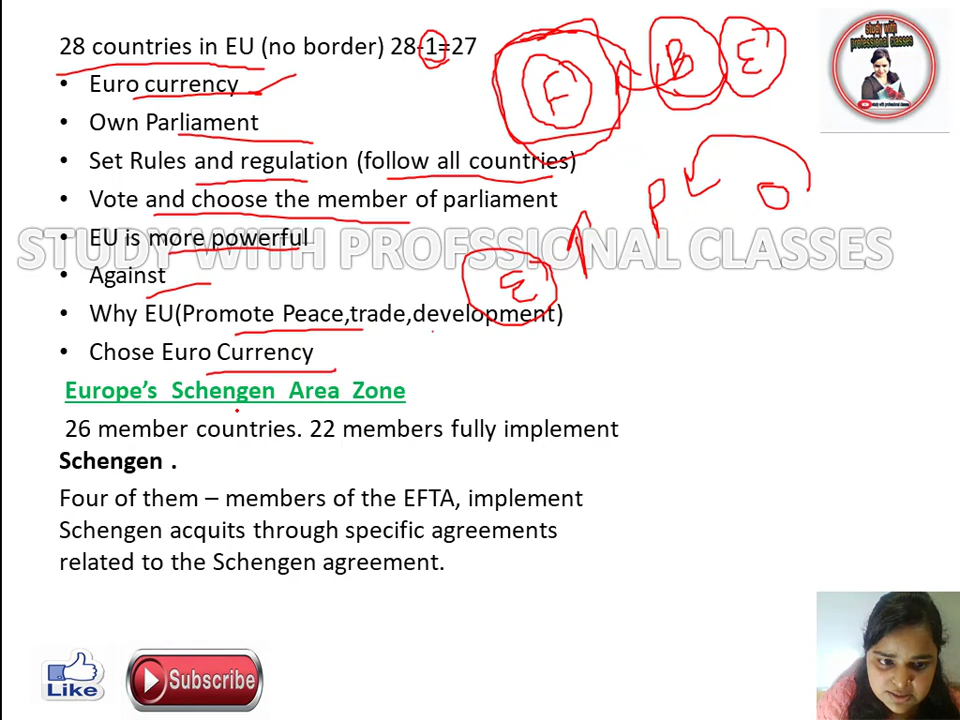 28 countries in EU (no border) 28-1=27
• Euro currency
• Own Parliament
• Set Rules and regulation (follow all countries)
• Vote and choose the member of parliament
• EU is more powerful
• Against
• Why EU(Promote Peace,trade,development)
• Chose Euro Currency
Europe's Schengen Area Zone
26 member countries. 22 members fully implement
Schengen .
Four of them – members of the EFTA, implement
Schengen acquits through specific agreements
related to the Schengen agreement.
F B E
P O
E
STUDY WITH PROFSSIONAL CLASSES
study with
professional classes
study with professional classes
Like
Subscribe